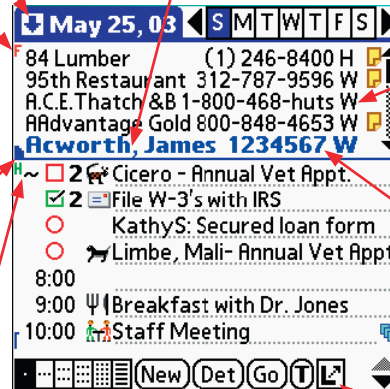 May 25, 03 S M T W T F S
F 84 Lumber (1) 246-8400 H
95th Restaurant 312-787-9596 W
A.C.E.Thatch &B 1-800-468-huts W
AAdvantage Gold 800-848-4653 W
Acworth, James 1234567 W
H ~ 2 Cicero - Annual Vet Appt.
2 File W-3's with IRS
KathyS: Secured loan form
Limbe, Mali- Annual Vet Appt
8:00
9:00 Breakfast with Dr. Jones
10:00 Staff Meeting
New Det Go T